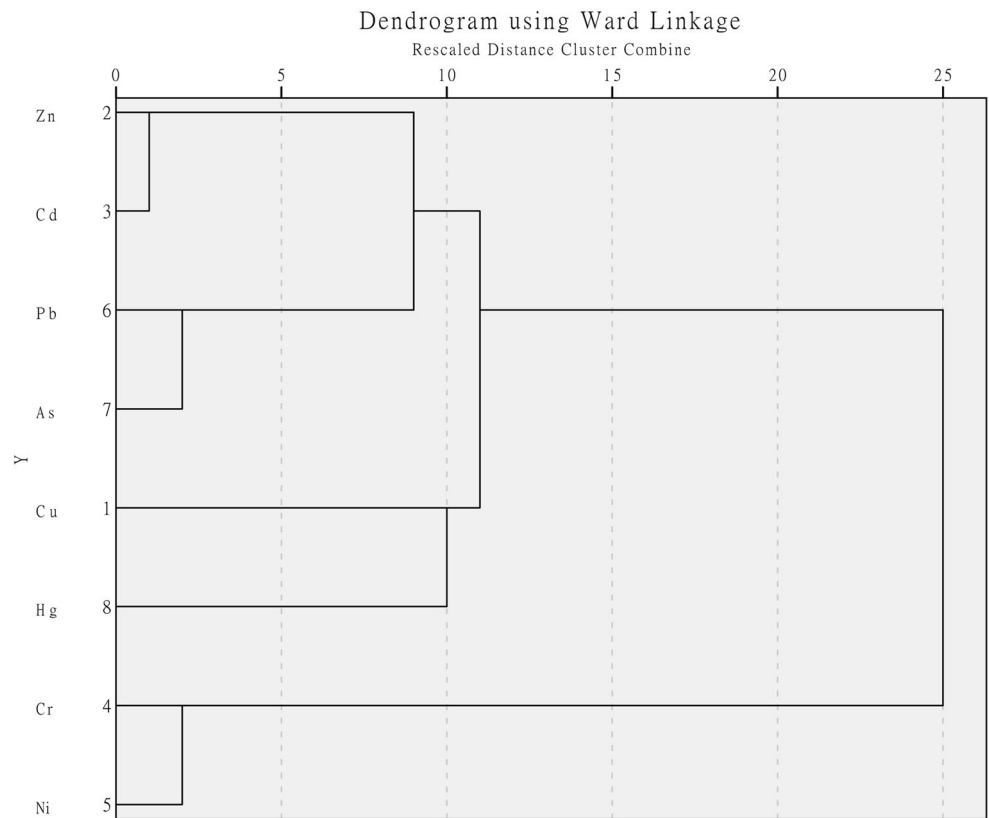 Dendrogram using Ward Linkage
Rescaled Distance Cluster Combine
0 5 10 15 20 25
Zn 2
Cd 3
Pb 6
As 7
Y
Cu 1
Hg 8
Cr 4
Ni 5